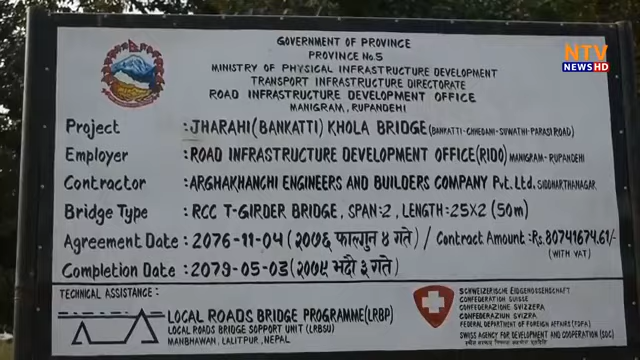 NTV
NEWS HD
GOVERNMENT OF PROVINCE
PROVINCE No.5
MINISTRY OF PHYSICAL INFRASTRUCTURE DEVELOPMENT
TRANSPORT INFRASTRUCTURE DIRECTORATE
ROAD INFRASTRUCTURE DEVELOPMENT OFFICE
MANIGRAM, RUPANDEHI
Project : JHARAHI (BANKATTI) KHOLA BRIDGE (BANKATTI-CHHEDANI-SUWATHI-PARASI ROAD)
Employer : ROAD INFRASTRUCTURE DEVELOPMENT OFFICE (RIDO) MANIGRAM-RUPANDEHI
Contractor : ARGHAKHANCHI ENGINEERS AND BUILDERS COMPANY Pvt. Ltd. SIDDHARTHANAGAR
Bridge Type : RCC T-GIRDER BRIDGE, SPAN:2, LENGTH:25X2 (50m)
Agreement Date : 2076-11-04 (२०७६ फाल्गुन ४ गते) / Contract Amount : Rs. 80741674.61/-
(WITH VAT)
Completion Date : 2079-05-03 (२०७९ भदौ ३ गते)
TECHNICAL ASSISTANCE:
LOCAL ROADS BRIDGE PROGRAMME (LRBP)
LOCAL ROADS BRIDGE SUPPORT UNIT (LRBSU)
MANBHAWAN, LALITPUR, NEPAL
SCHWEIZERISCHE EIDGENOSSENSCHAFT
CONFEDERATION SUISSE
CONFEDERAZIONE SVIZZERA
CONFEDERAZIUN SVIZRA
FEDERAL DEPARTMENT OF FOREIGN AFFAIRS (FDFA)
SWISS AGENCY FOR DEVELOPMENT AND COOPERATION (SDC)